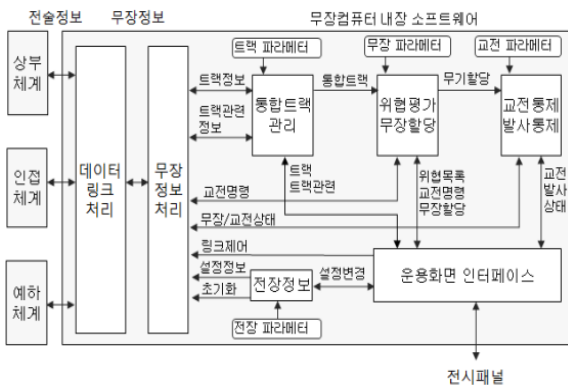 전술정보 무장정보 무장컴퓨터 내장 소프트웨어
트랙 파라메터 무장 파라메터 교전 파라메터
상부
체계
인접
체계
예하
체계
데이터
링크
처리
무장
정보
처리
트랙정보
트랙관련
정보
통합트랙
관리
통합트랙
위협평가
무장할당
무기할당
교전통제
발사통제
트랙
트랙관련
위협목록
교전명령
무장할당
교전
발사
상태
교전명령
무장/교전상태
링크제어
설정정보
초기화
전장정보
설정변경
운용화면 인터페이스
전장 파라메터
전시패널